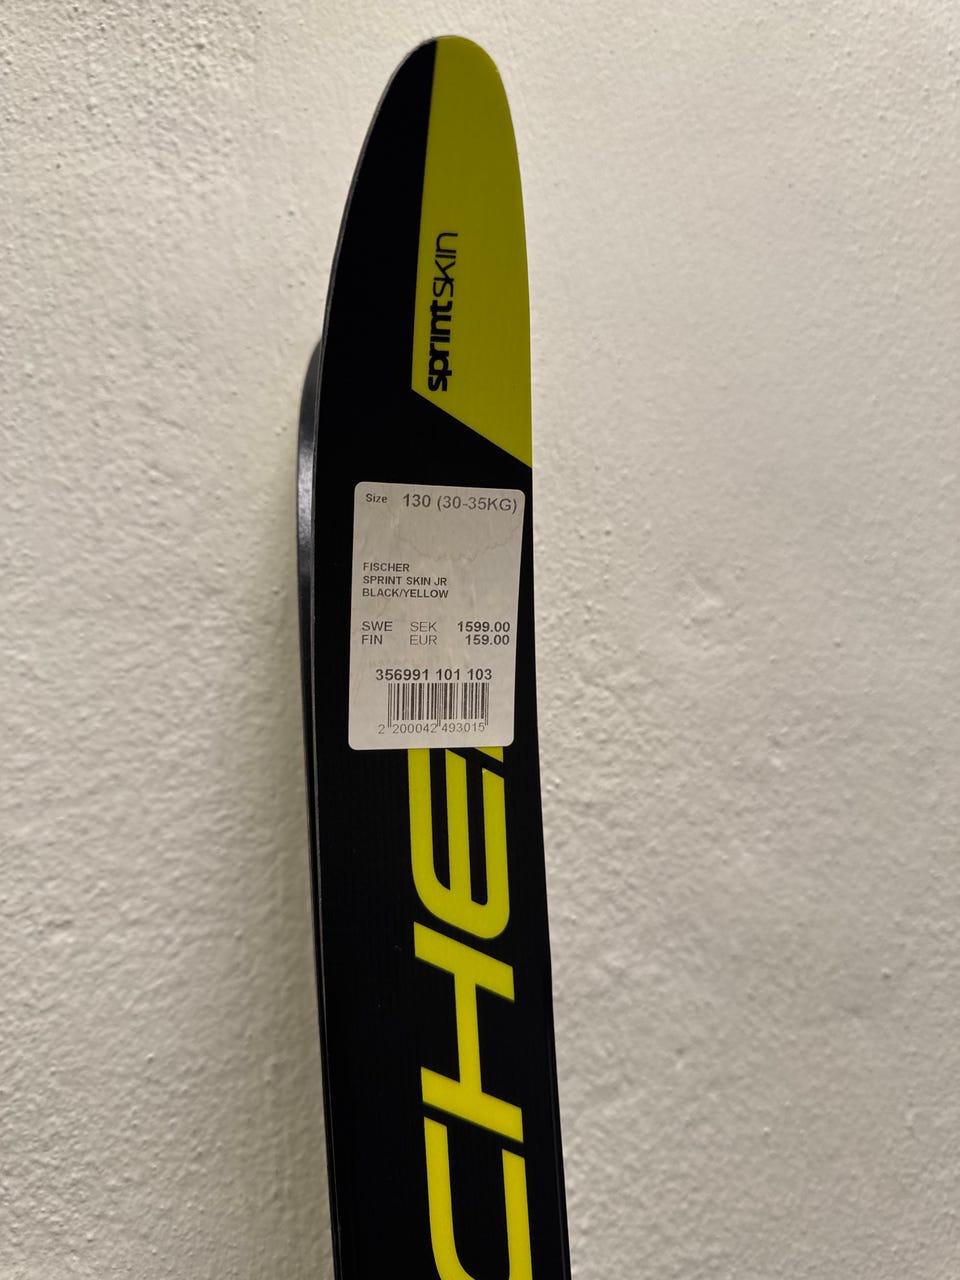 sprintSKIN
Size 130 (30-35KG)
FISCHER
SPRINT SKIN JR
BLACK/YELLOW
SWE SEK 1599.00
FIN EUR 159.00
356991 101 103
2 200042 493015
CHE